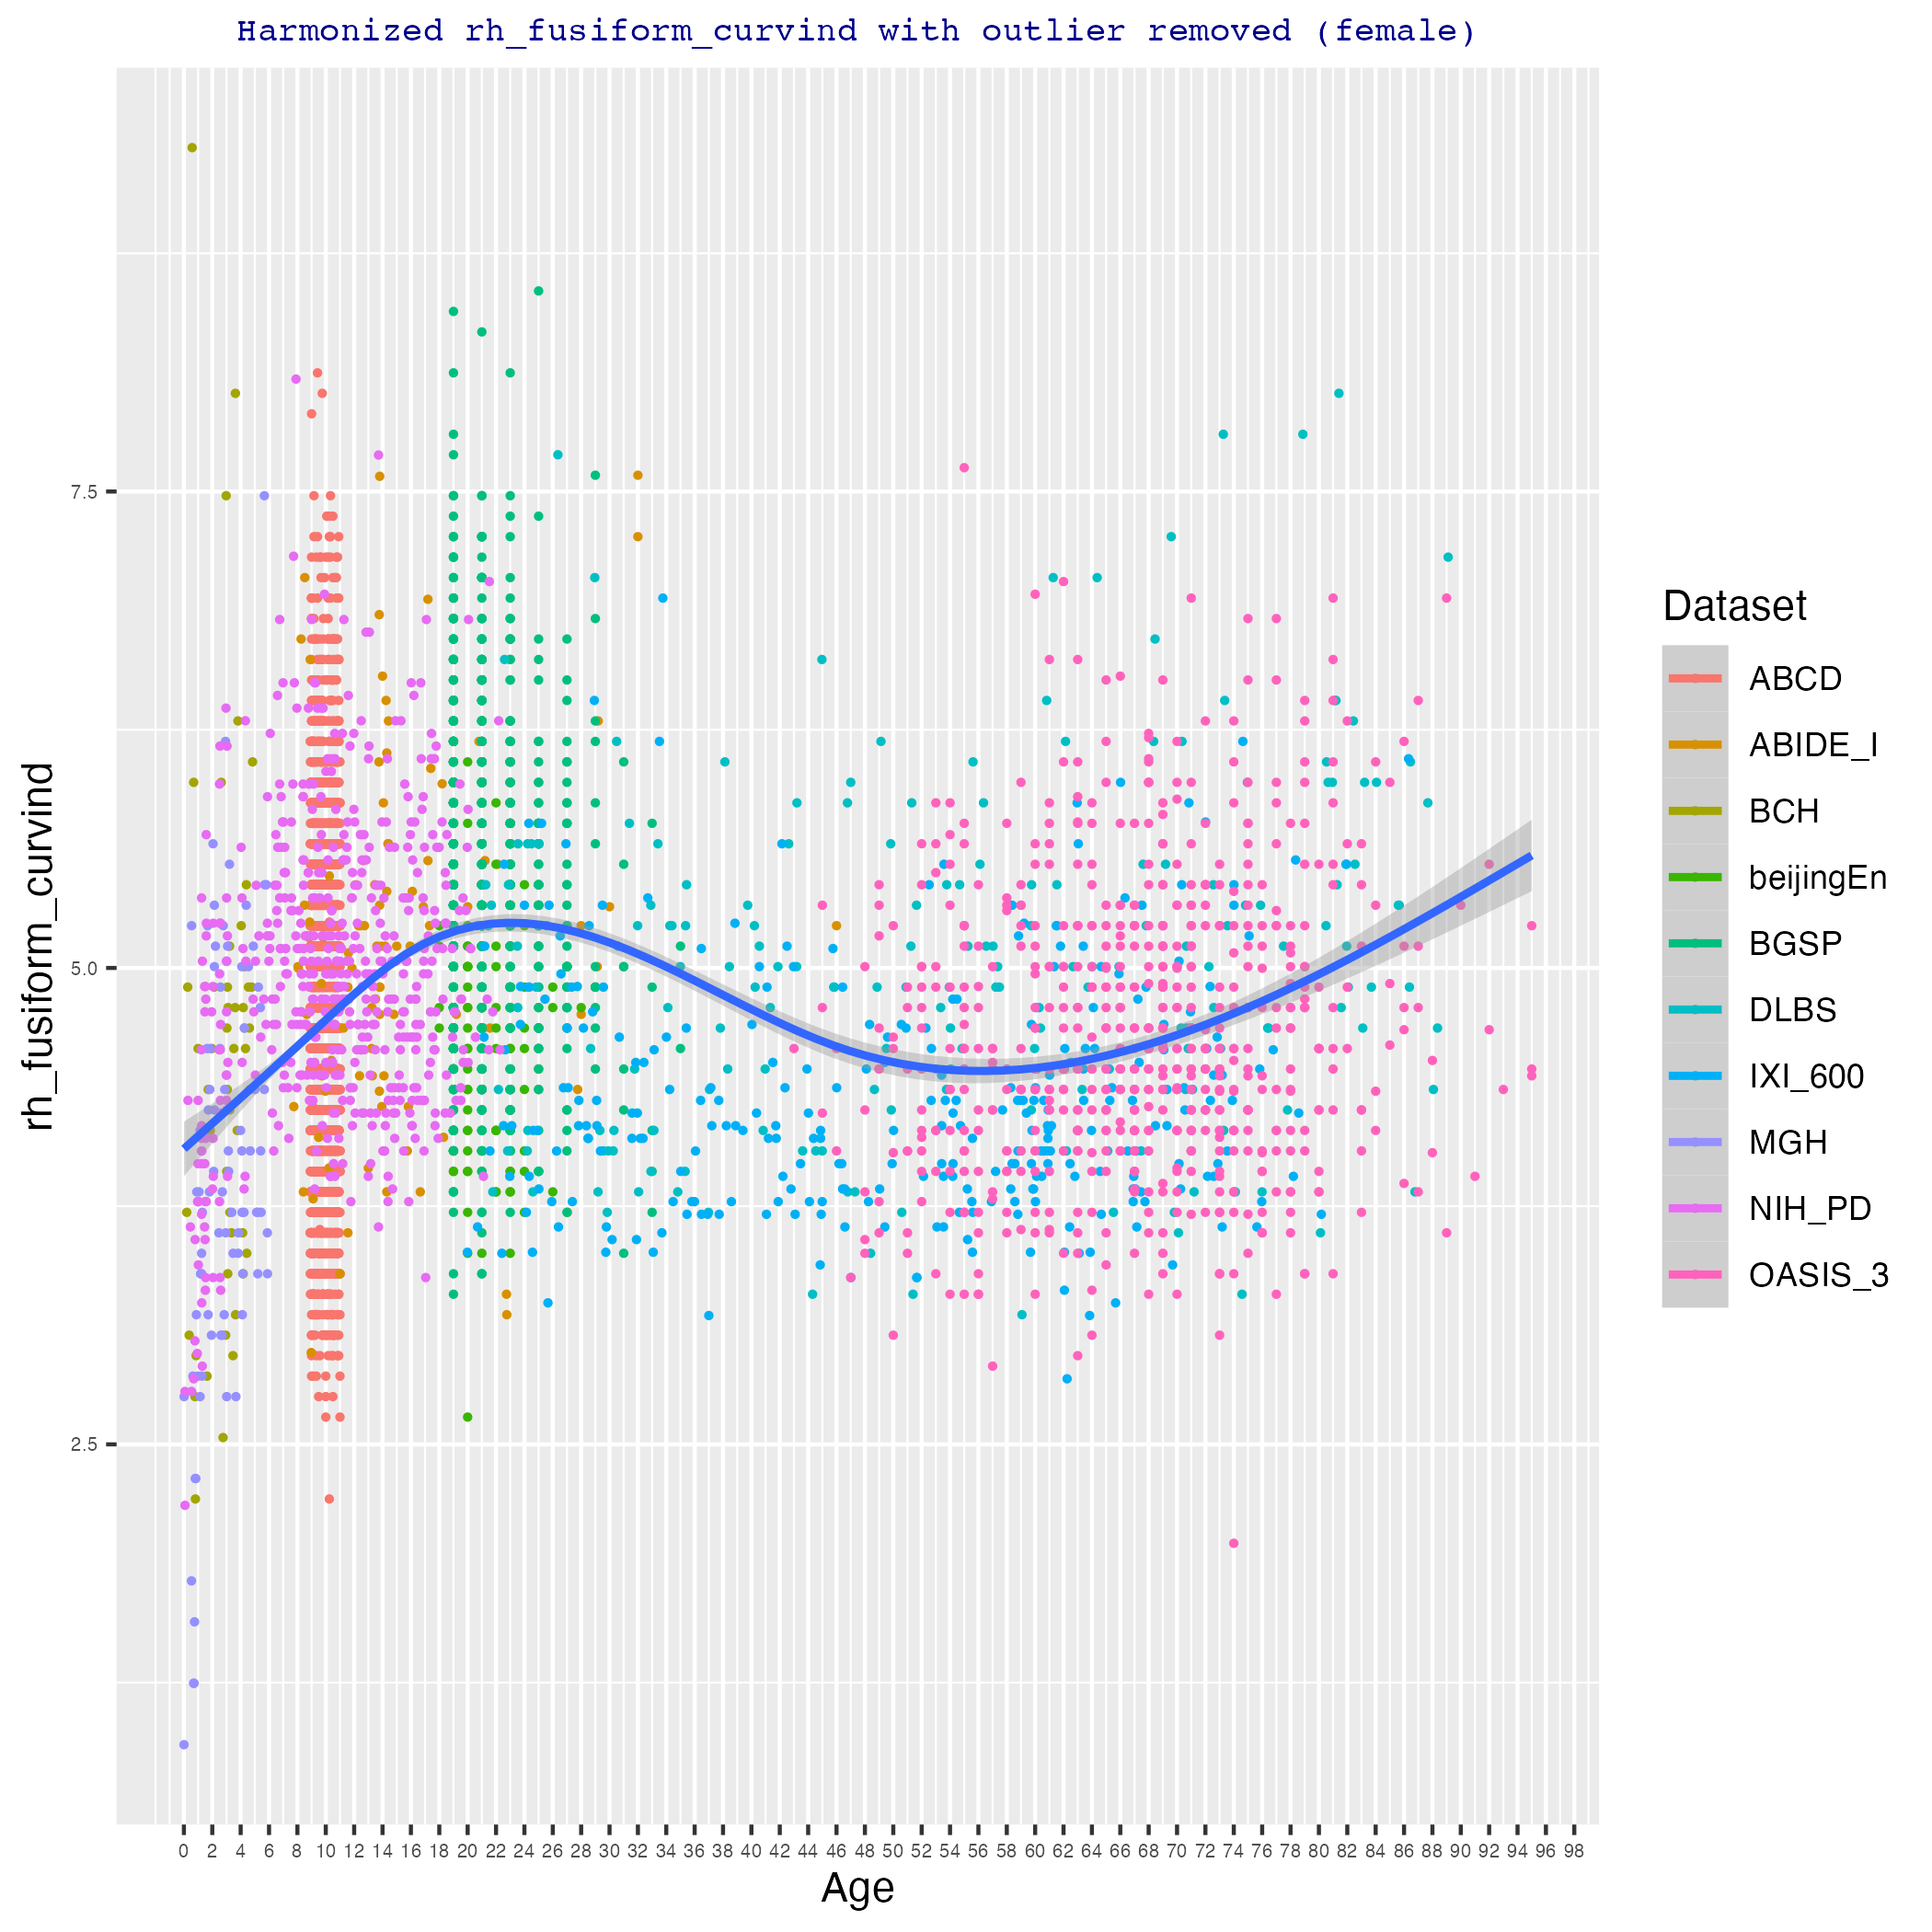 Harmonized rh_fusiform_curvind with outlier removed (female)
rh_fusiform_curvind
7.5
5.0
2.5
0 2 4 6 8 10 12 14 16 18 20 22 24 26 28 30 32 34 36 38 40 42 44 46 48 50 52 54 56 58 60 62 64 66 68 70 72 74 76 78 80 82 84 86 88 90 92 94 96 98
Age
Dataset
ABCD
ABIDE_I
BCH
beijingEn
BGSP
DLBS
IXI_600
MGH
NIH_PD
OASIS_3